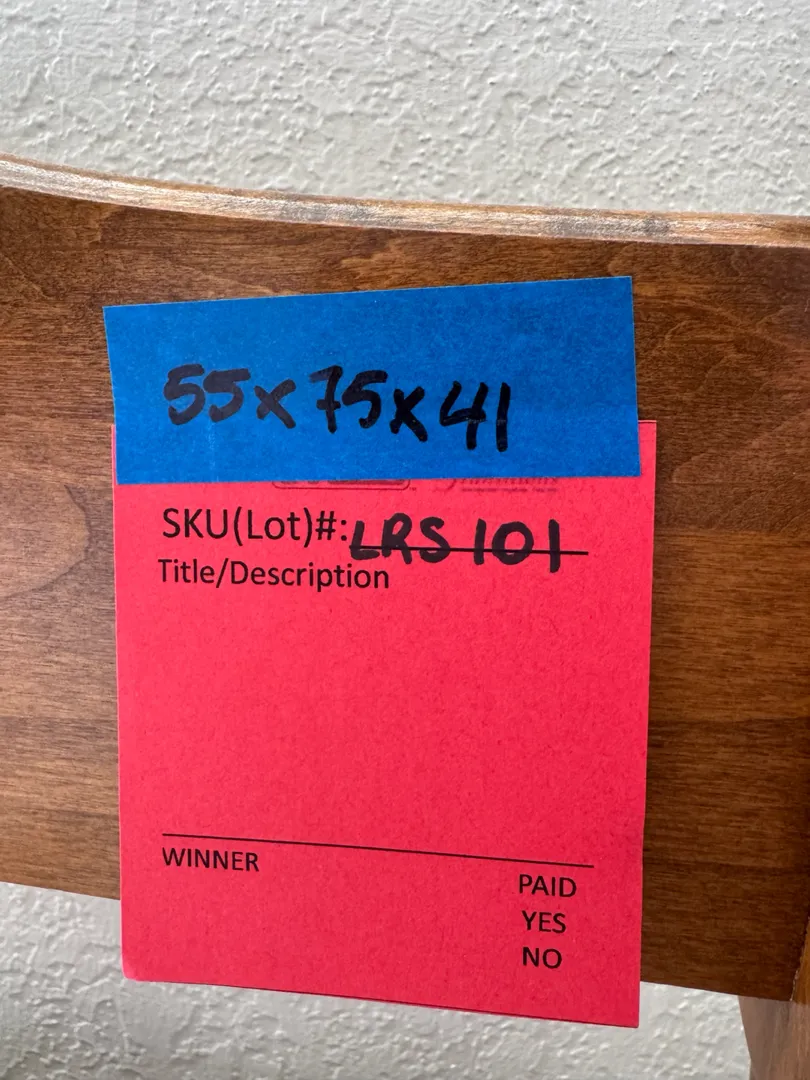 55x75x41
SKU(Lot)#: LRS 101
Title/Description
WINNER
PAID
YES
NO